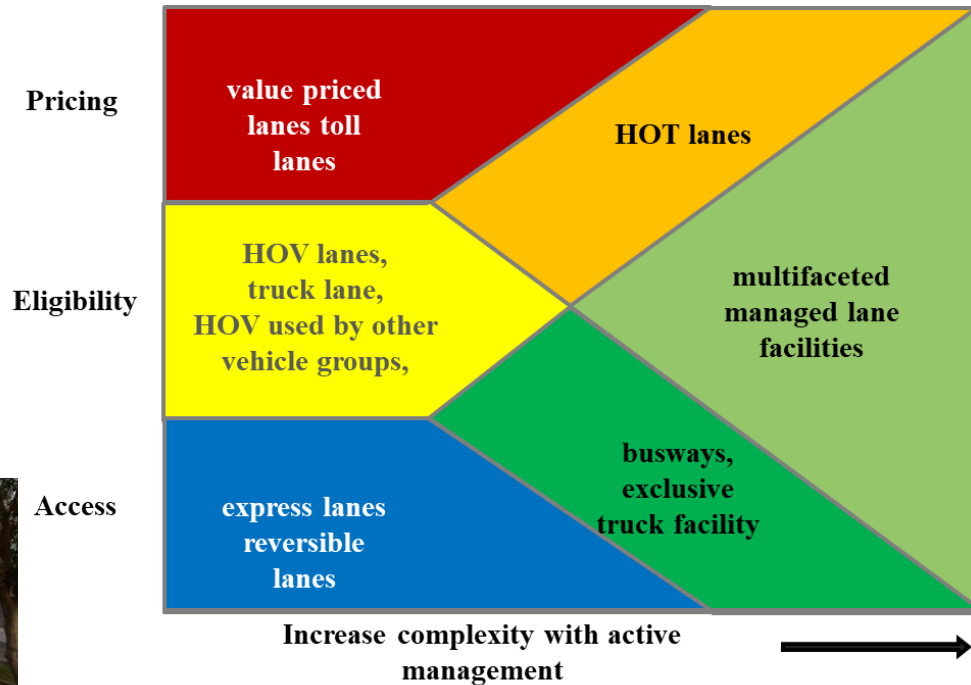 Pricing
value priced
lanes toll
lanes
HOT lanes
Eligibility
HOV lanes,
truck lane,
HOV used by other
vehicle groups,
multifaceted
managed lane
facilities
Access
express lanes
reversible
lanes
busways,
exclusive
truck facility
Increase complexity with active
management